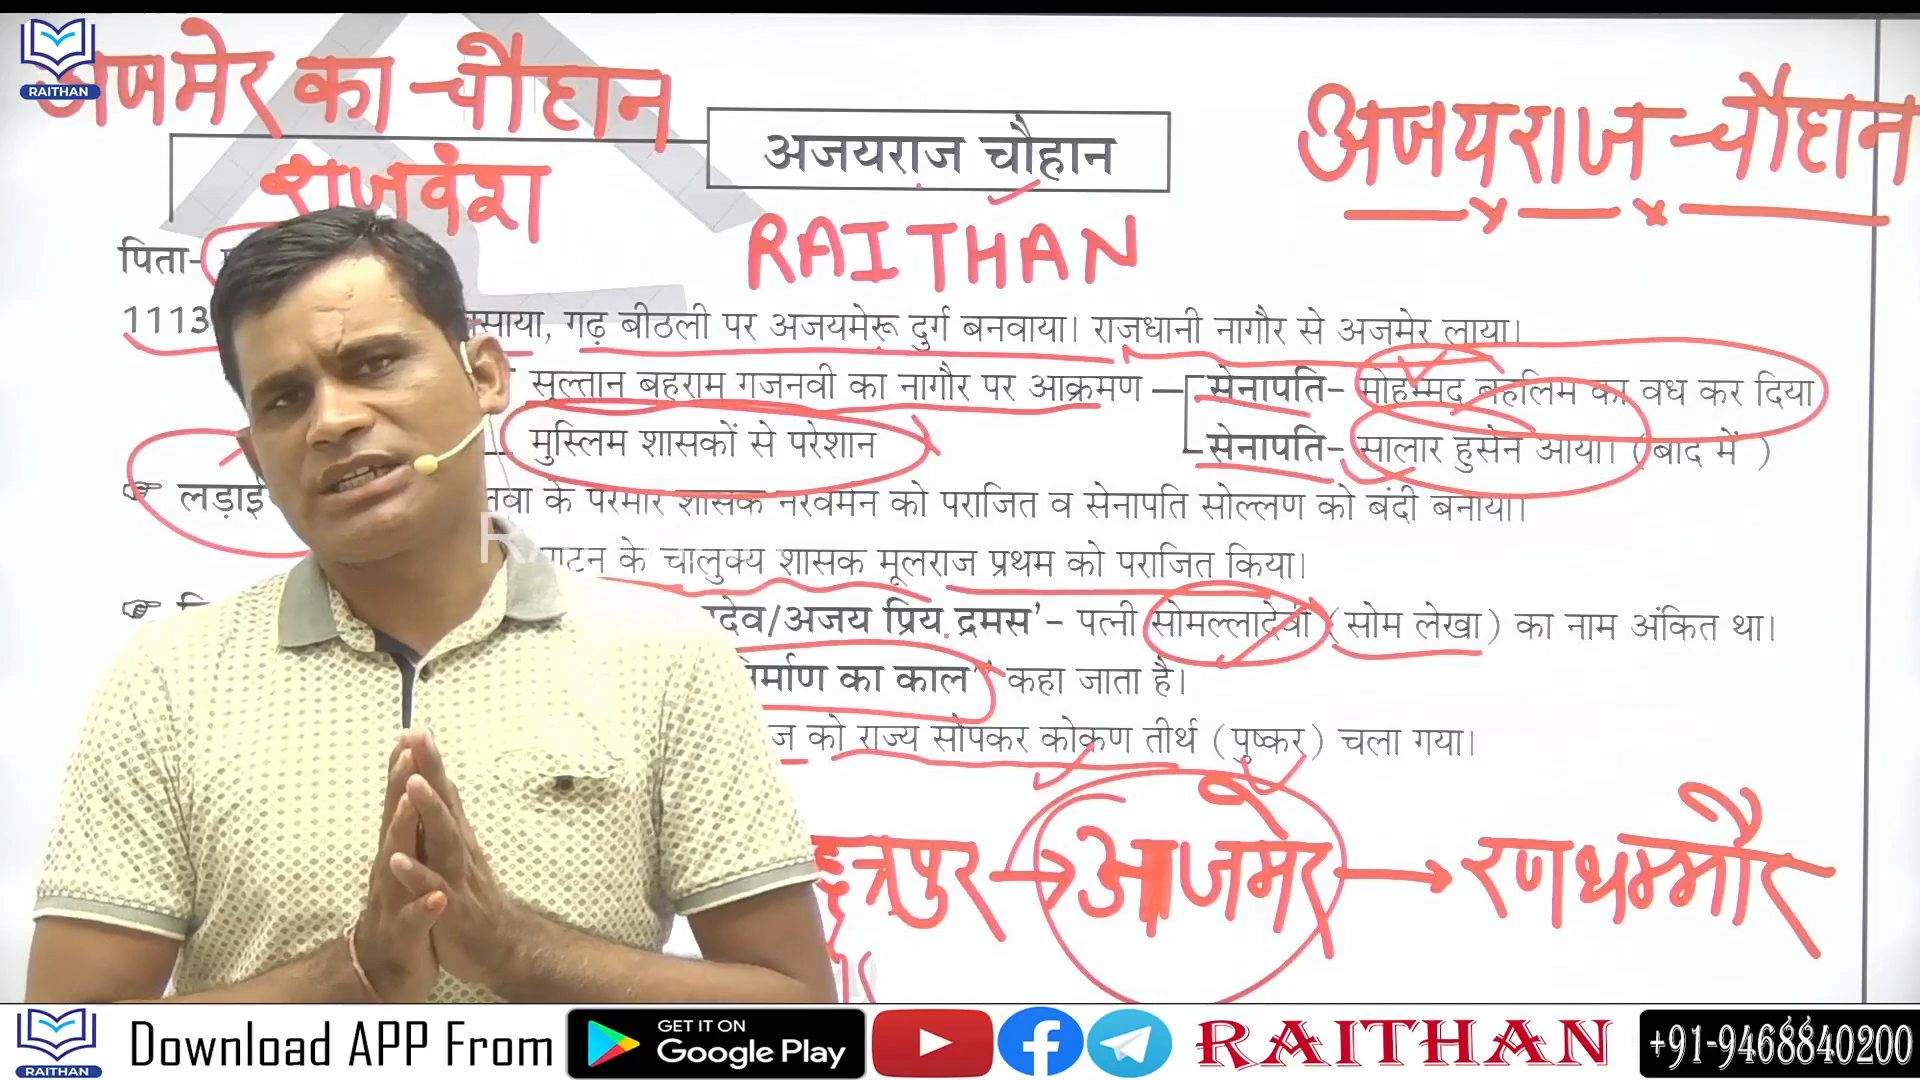 RAITHAN
अजमेर का चौहान
राजवंश
अजयराज चौहान
अजयराज चौहान
RAITHAN
पिता-
1113 साया, गढ़ बीठली पर अजयमेरू दुर्ग बनवाया। राजधानी नागौर से अजमेर लाया।
सुल्तान बहराम गजनवी का नागौर पर आक्रमण
सेनापति- मोहम्मद बहलिम का वध कर दिया
मुस्लिम शासकों से परेशान
सेनापति- सालार हुसेन आया। (बाद में )
लड़ाई वा के परमार शासक नरवर्मन को पराजित व सेनापति सोल्लण को बंदी बनाया।
पाटन के चालुक्य शासक मूलराज प्रथम को पराजित किया।
देव/अजय प्रिय द्रमस'- पत्नी सोमल्लादेवी (सोम लेखा) का नाम अंकित था।
र्माण का काल" कहा जाता है।
ज को राज्य सोपकर कोकण तीर्थ (पुष्कर) चला गया।
त्रपुर → अजमेर → रणथम्भौर
RAITHAN
Download APP From
GET IT ON
Google Play
RAITHAN
+91-9468840200